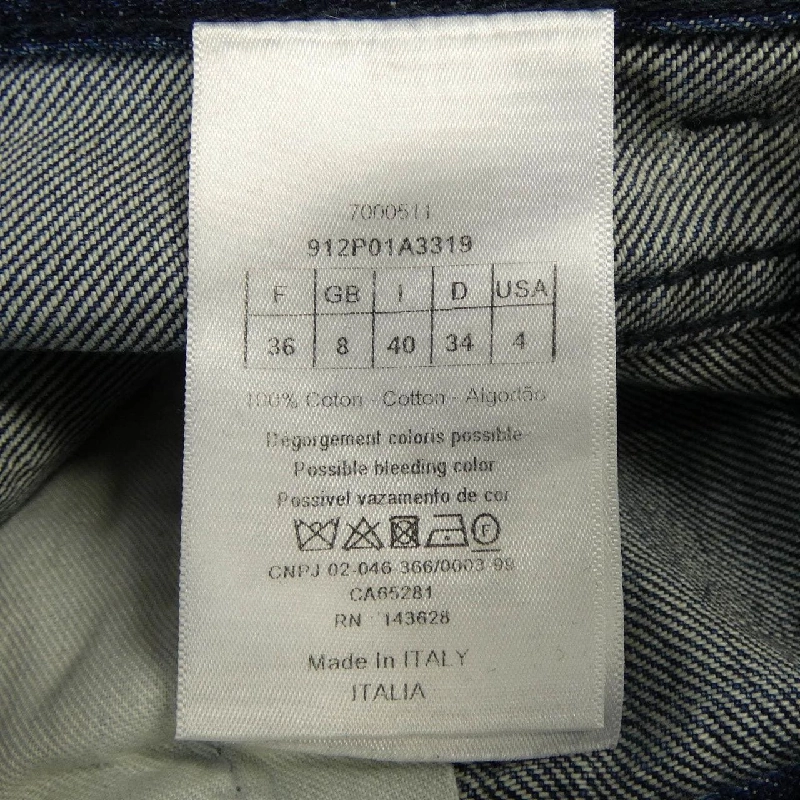 7000511
912P01A3319
F GB I D USA
36 8 40 34 4
100% Coton - Cotton - Algodão
Dégorgement coloris possible
Possible bleeding color
Possivel vazamento de cor
F
CNPJ 02-046-366/0003-99
CA65281
RN 143628
Made in ITALY
ITALIA